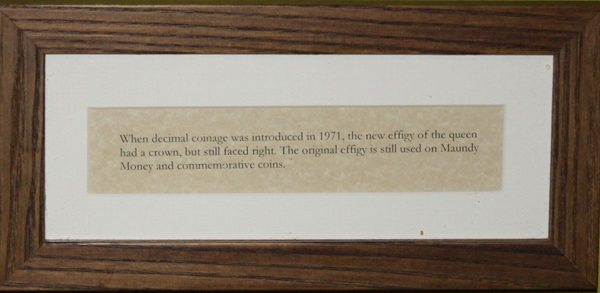 When decimal coinage was introduced in 1971, the new effigy of the queen
had a crown, but still faced right. The original effigy is still used on Maundy
Money and commemorative coins.